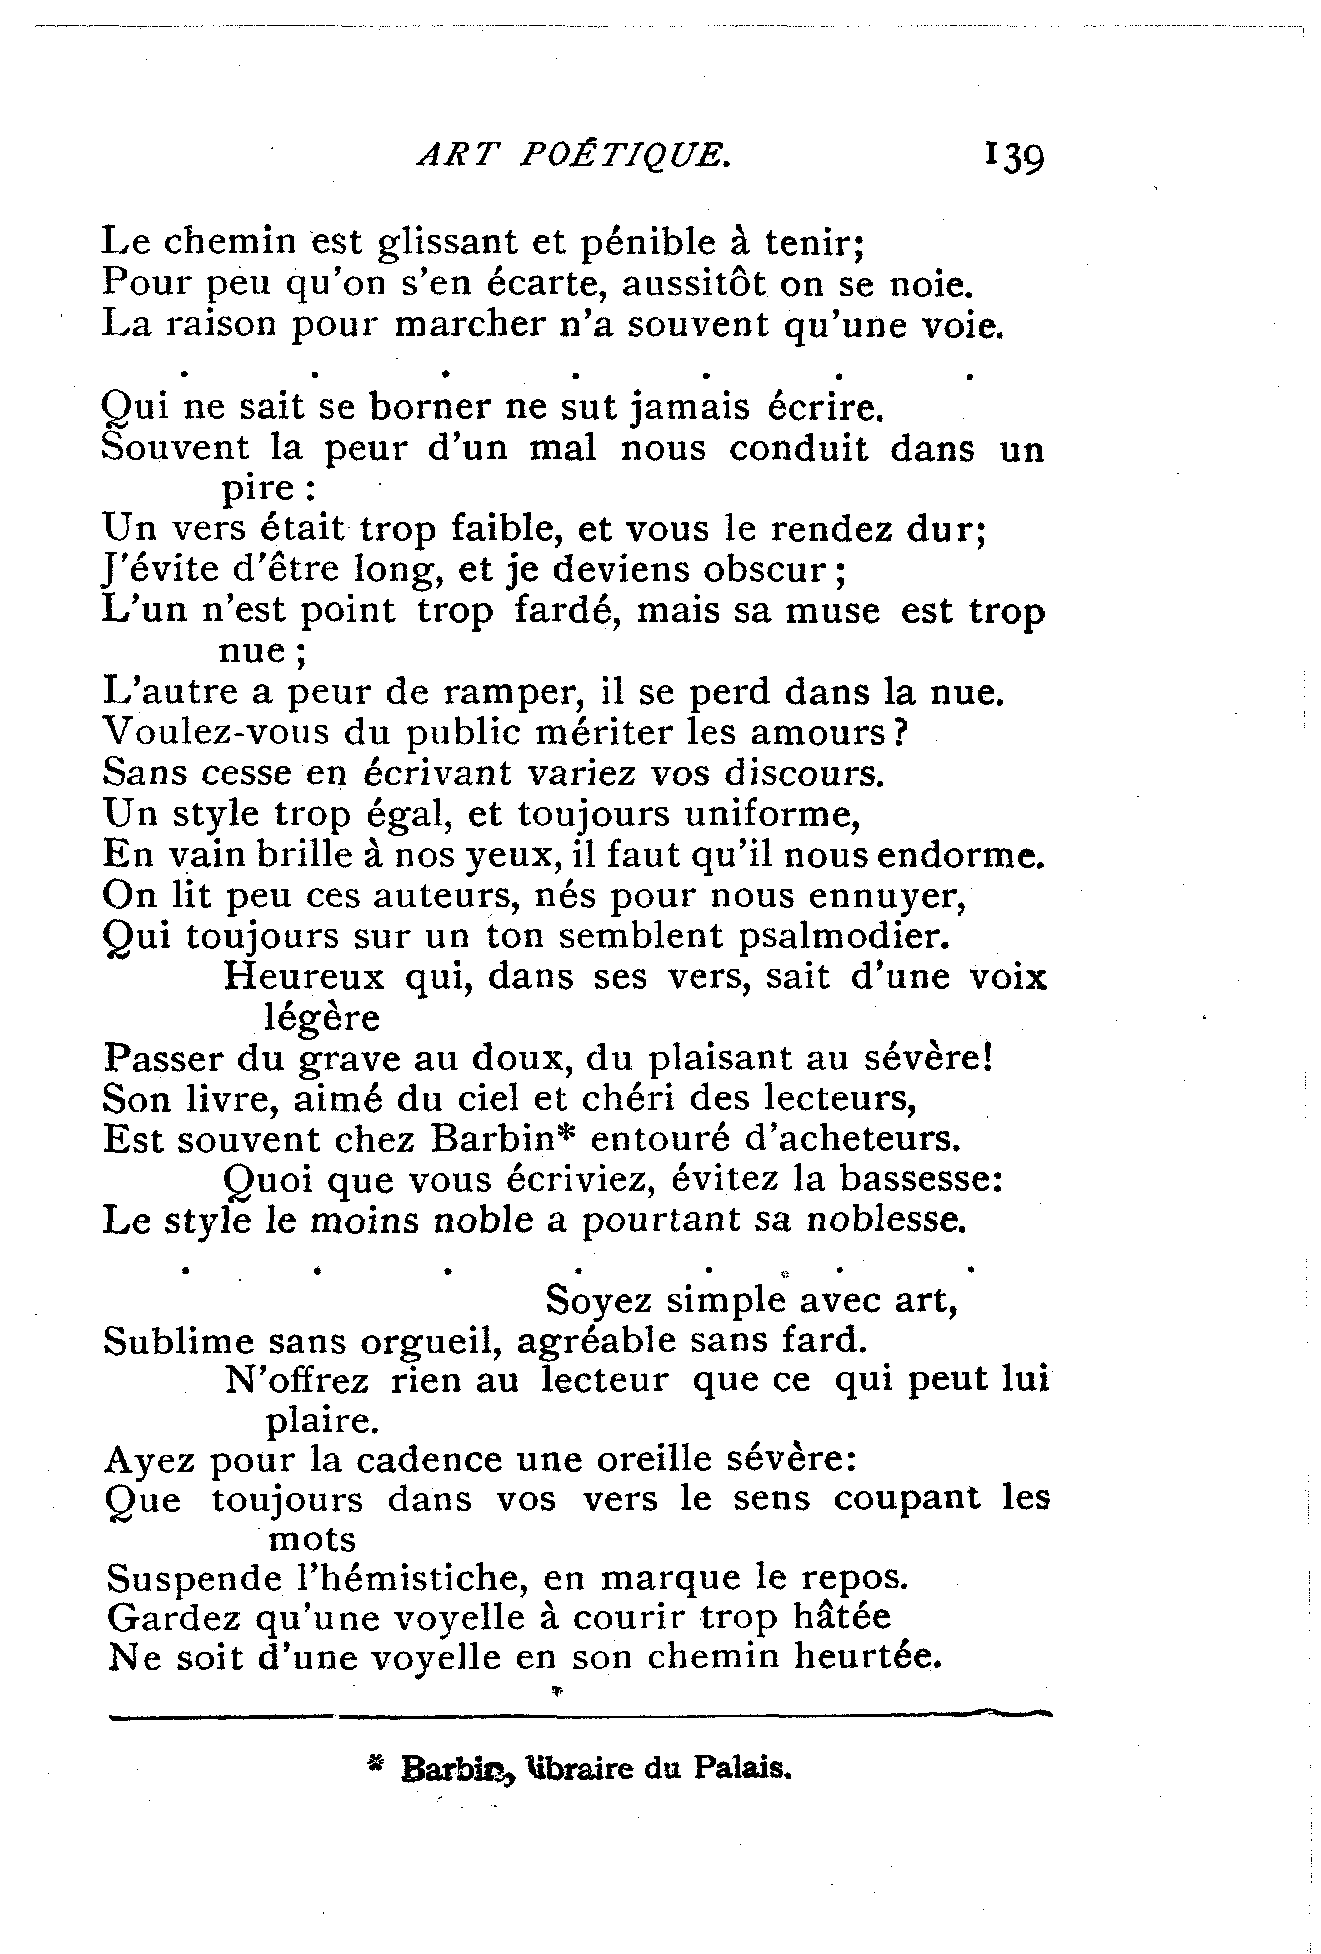 ART POÉTIQUE. 139
Le chemin est glissant et pénible à tenir;
Pour peu qu'on s'en écarte, aussitôt on se noie.
La raison pour marcher n'a souvent qu'une voie.
. . . . . . .
Qui ne sait se borner ne sut jamais écrire.
Souvent la peur d'un mal nous conduit dans un
pire :
Un vers était trop faible, et vous le rendez dur;
J'évite d'être long, et je deviens obscur ;
L'un n'est point trop fardé, mais sa muse est trop
nue ;
L'autre a peur de ramper, il se perd dans la nue.
Voulez-vous du public mériter les amours ?
Sans cesse en écrivant variez vos discours.
Un style trop égal, et toujours uniforme,
En vain brille à nos yeux, il faut qu'il nous endorme.
On lit peu ces auteurs, nés pour nous ennuyer,
Qui toujours sur un ton semblent psalmodier.
Heureux qui, dans ses vers, sait d'une voix
légère
Passer du grave au doux, du plaisant au sévère!
Son livre, aimé du ciel et chéri des lecteurs,
Est souvent chez Barbin* entouré d'acheteurs.
Quoi que vous écriviez, évitez la bassesse:
Le style le moins noble a pourtant sa noblesse.
. . . . . . .
Soyez simple avec art,
Sublime sans orgueil, agréable sans fard.
N'offrez rien au lecteur que ce qui peut lui
plaire.
Ayez pour la cadence une oreille sévère:
Que toujours dans vos vers le sens coupant les
mots
Suspende l'hémistiche, en marque le repos.
Gardez qu'une voyelle à courir trop hâtée
Ne soit d'une voyelle en son chemin heurtée.
* Barbin, libraire du Palais.